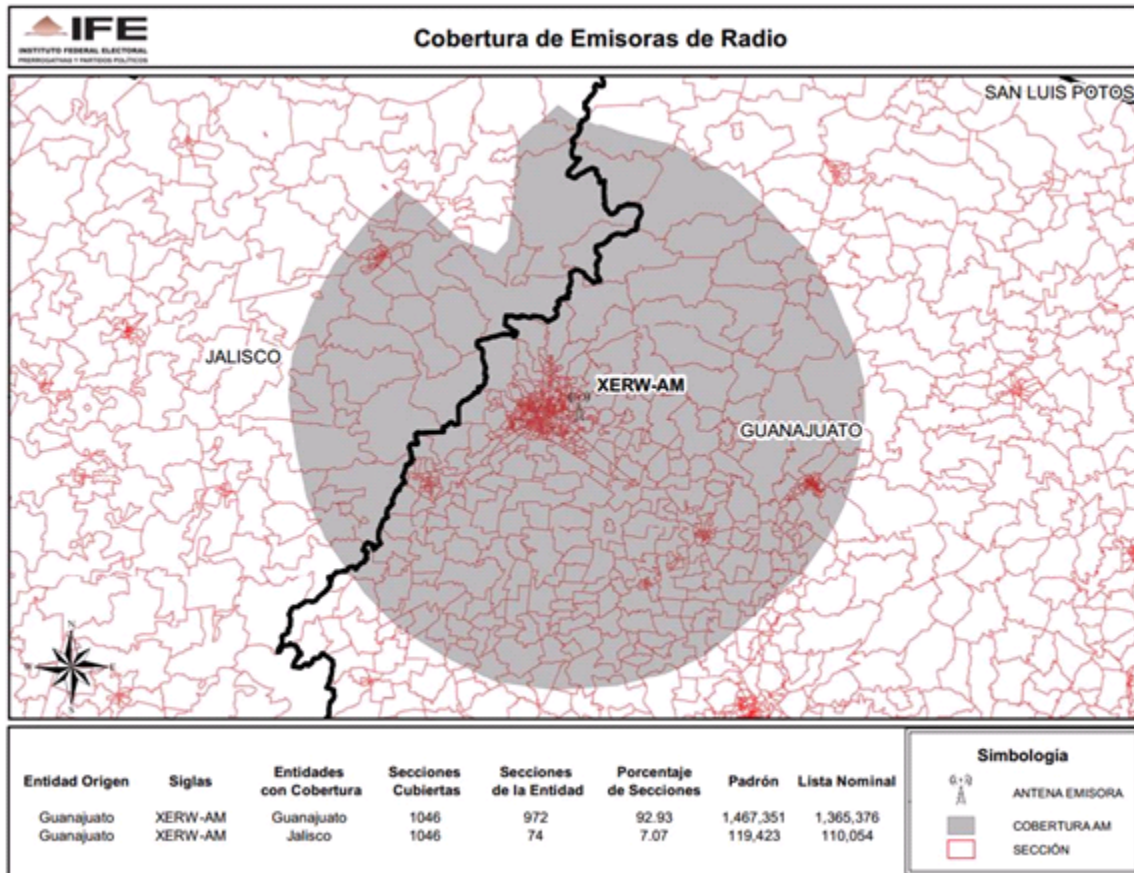 IFE
INSTITUTO FEDERAL ELECTORAL
PRERROGATIVAS Y PARTIDOS POLÍTICOS
Cobertura de Emisoras de Radio
SAN LUIS POTOS
JALISCO
XERW-AM
GUANAJUATO
N
E
Entidad Origen Siglas Entidades con Cobertura Secciones Cubiertas Secciones de la Entidad Porcentaje de Secciones Padrón Lista Nominal
Guanajuato XERW-AM Guanajuato 1046 972 92.93 1,467,351 1,365,376
Guanajuato XERW-AM Jalisco 1046 74 7.07 119,423 110,054
Simbología
ANTENA EMISORA
COBERTURA AM
SECCIÓN